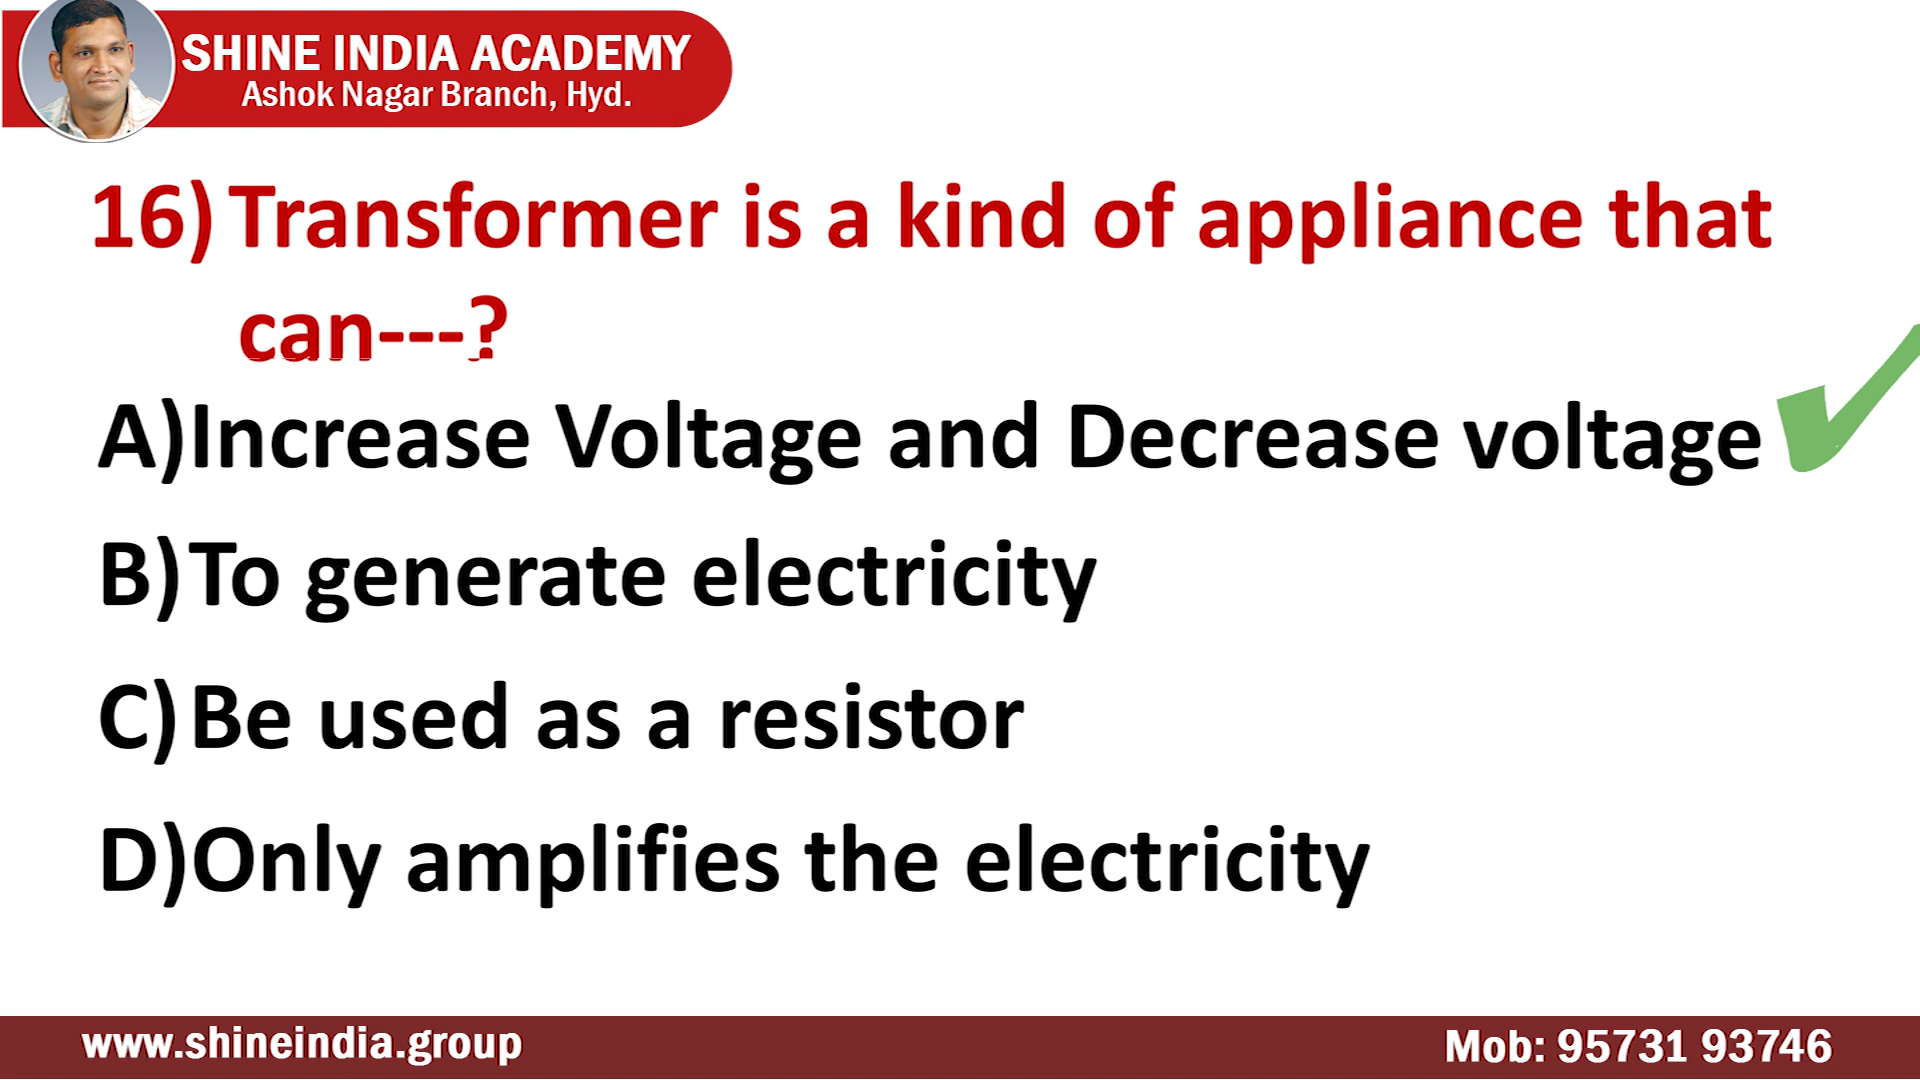 SHINE INDIA ACADEMY
Ashok Nagar Branch, Hyd.
16) Transformer is a kind of appliance that
can---?
A)Increase Voltage and Decrease voltage
B)To generate electricity
C)Be used as a resistor
D)Only amplifies the electricity
www.shineindia.group
Mob: 95731 93746